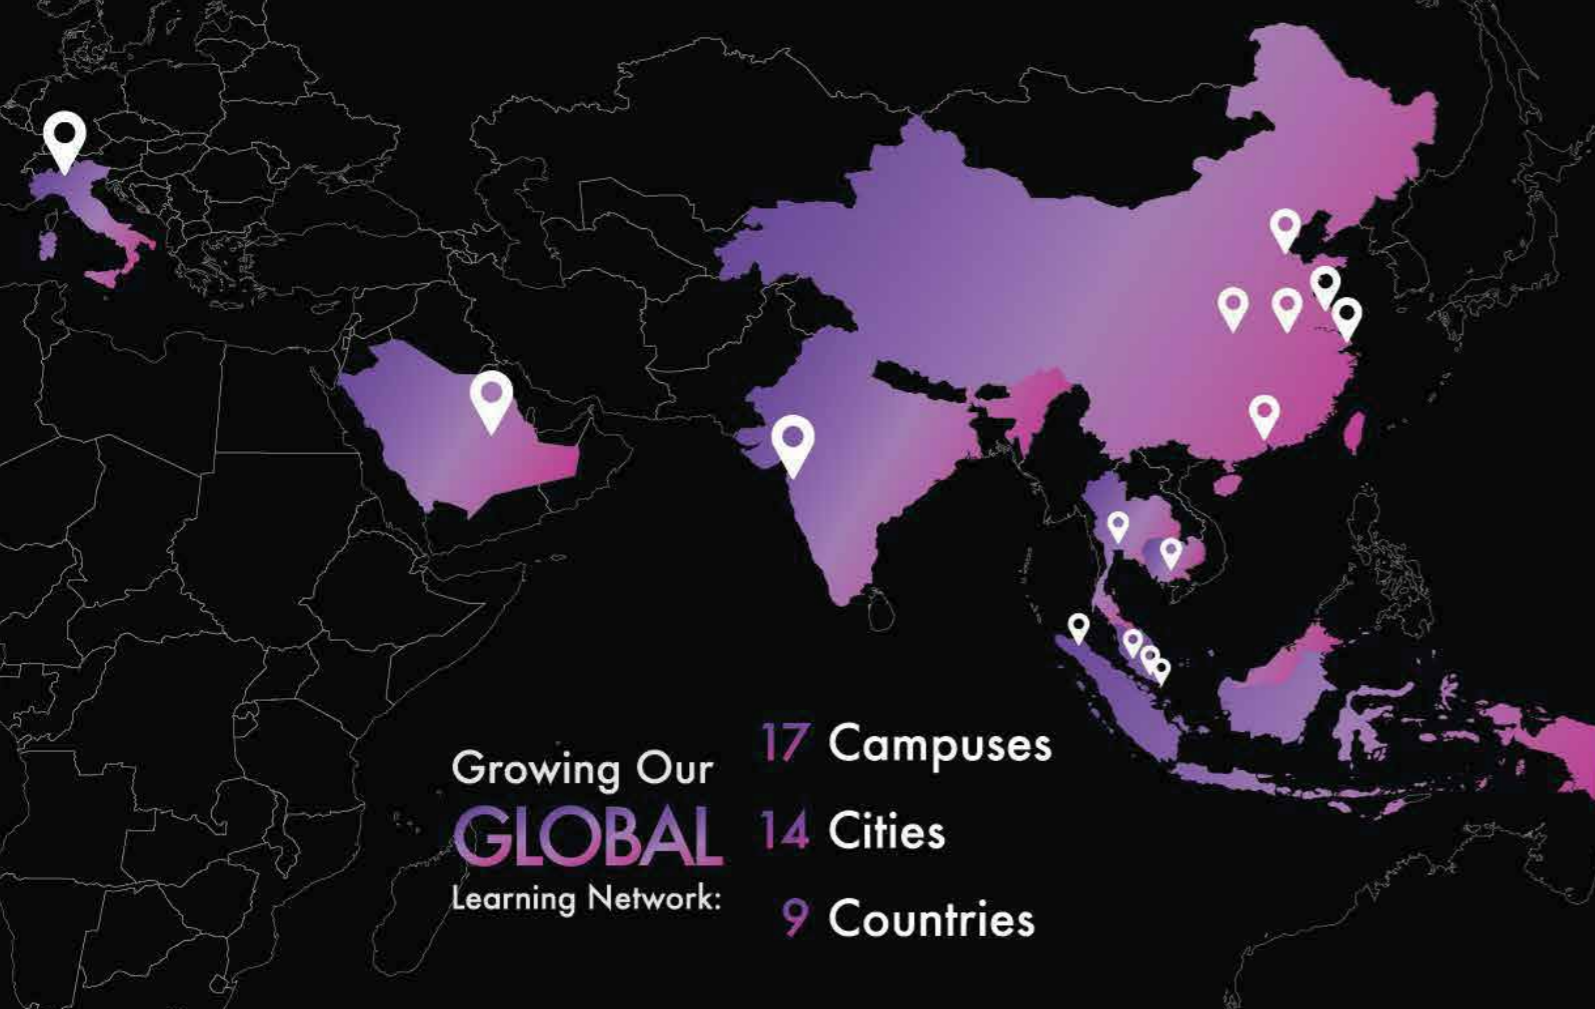 Growing Our
GLOBAL
Learning Network:
17 Campuses
14 Cities
9 Countries